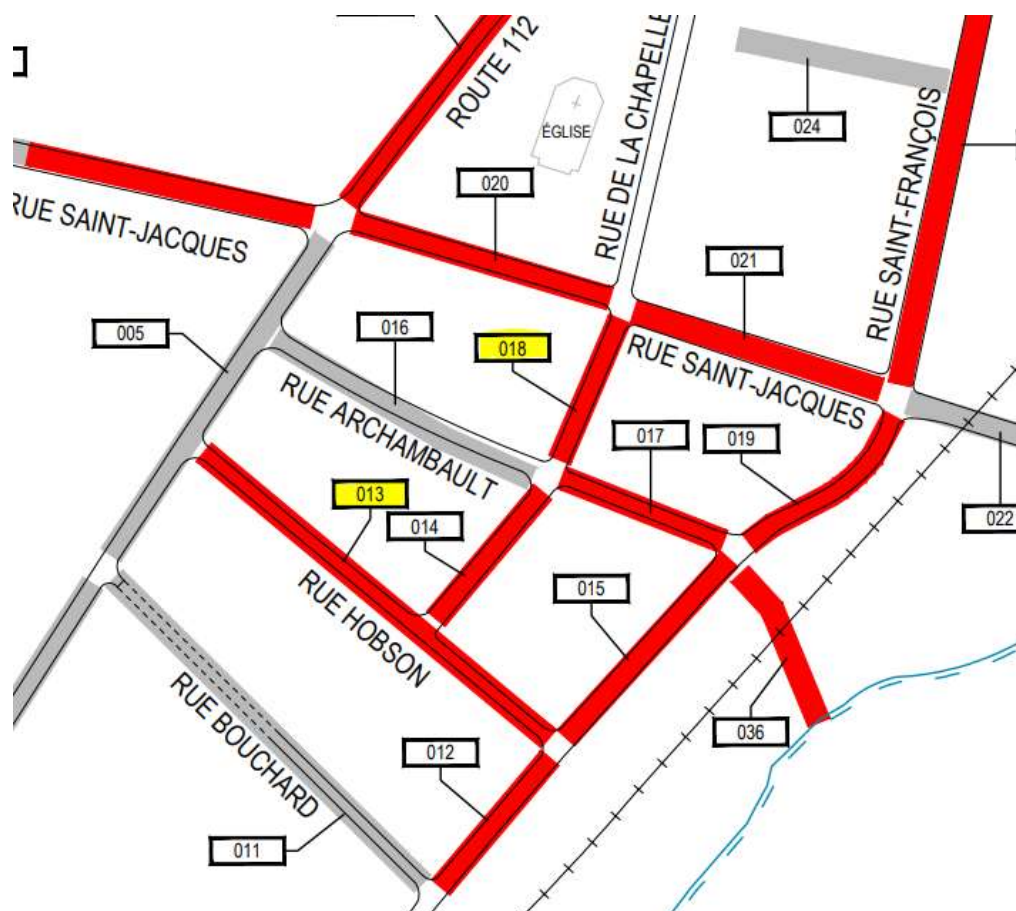 ROUTE 112
ÉGLISE
RUE DE LA CHAPELLE
024
RUE SAINT-FRANÇOIS
020
RUE SAINT-JACQUES
021
005
016
018
RUE SAINT-JACQUES
RUE ARCHAMBAULT
017
019
013
014
022
RUE HOBSON
015
RUE BOUCHARD
036
012
011